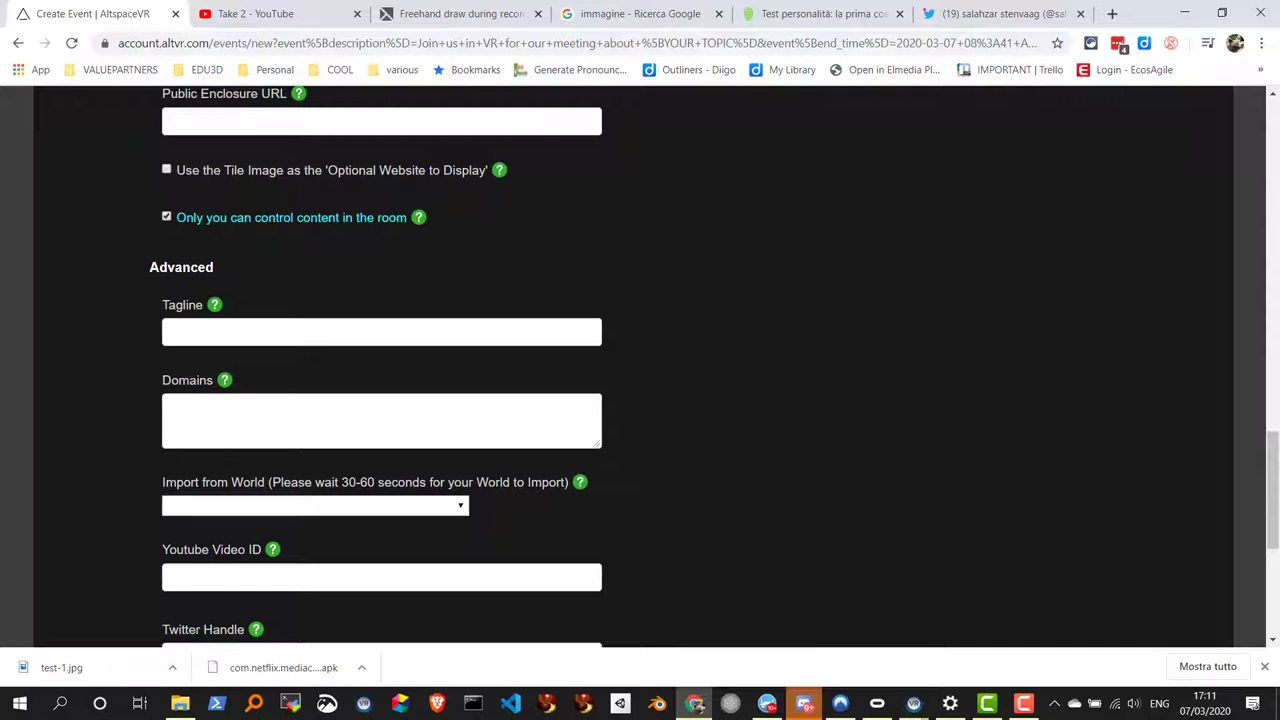 Create Event | AltspaceVR
Take 2 - YouTube
Freehand draw during recor
immagine - Ricerca Google
Test personalità: la prima cos
(19) salahzar stenvaag (@sal
account.altvr.com/events/new?event%5Bdescription%5D=Join+us+in+VR+for+our+meeting+about+%5BYOUR+TOPIC%5D&event%5Bend_time%5D=2020-03-07+08%3A41+A...
4
App
VALUEPARTNERS
EDU3D
Personal
COOL
various
Bookmarks
Generate Pronounc...
Outliners - Diigo
My Library
Open in Elmedia Pl...
IMPORTANT | Trello
Login - EcosAgile
»
Public Enclosure URL ?
Use the Tile Image as the 'Optional Website to Display' ?
Only you can control content in the room ?
Advanced
Tagline ?
Domains ?
Import from World (Please wait 30-60 seconds for your World to Import) ?
Youtube Video ID ?
Twitter Handle ?
test-1.jpg
com.netflix.mediac....apk
Mostra tutto
ENG
17:11
07/03/2020